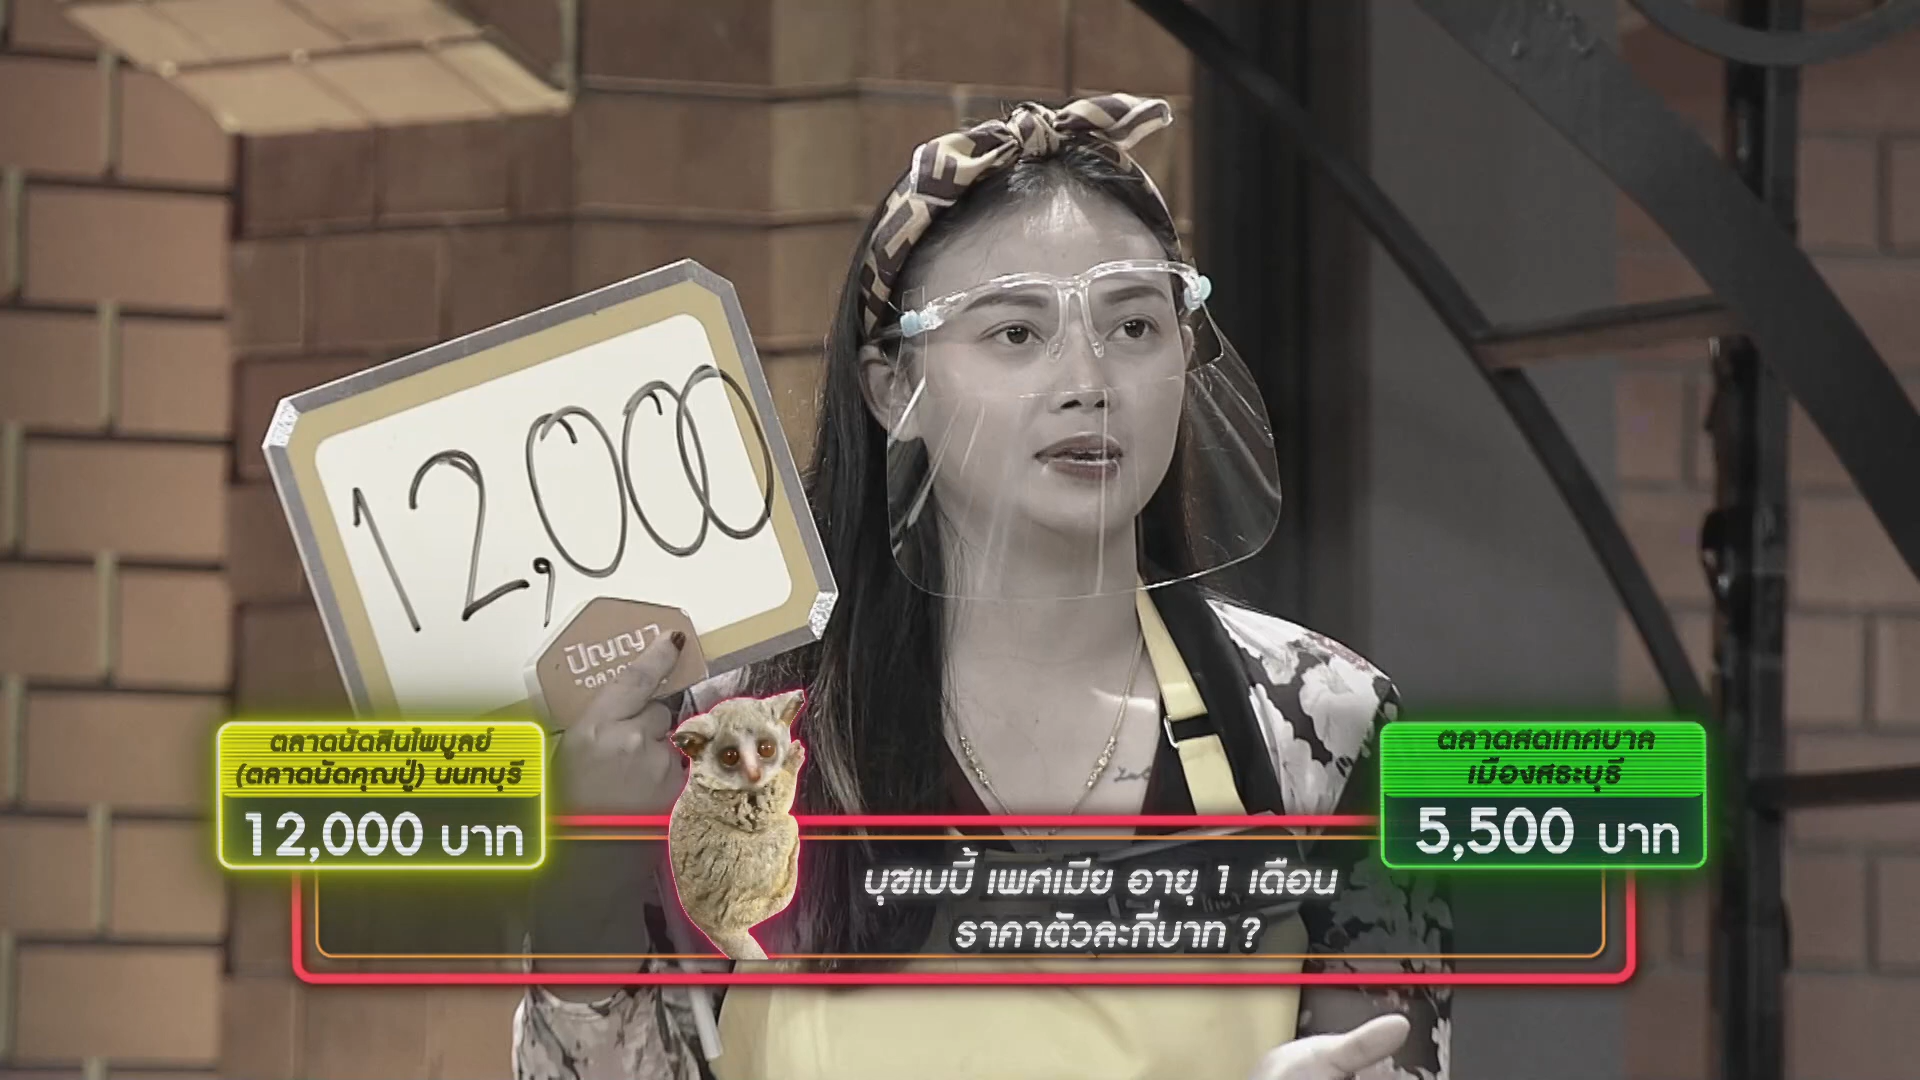 12,000
ปัญญา
ตลาดนัดสินไพบูลย์
(ตลาดนัดคุณปู่) นนทบุรี
12,000 บาท
ตลาดสดเทศบาล
เมืองสระบุรี
5,500 บาท
บุชเบบี้ เพศเมีย อายุ 1 เดือน
ราคาตัวละกี่บาท ?